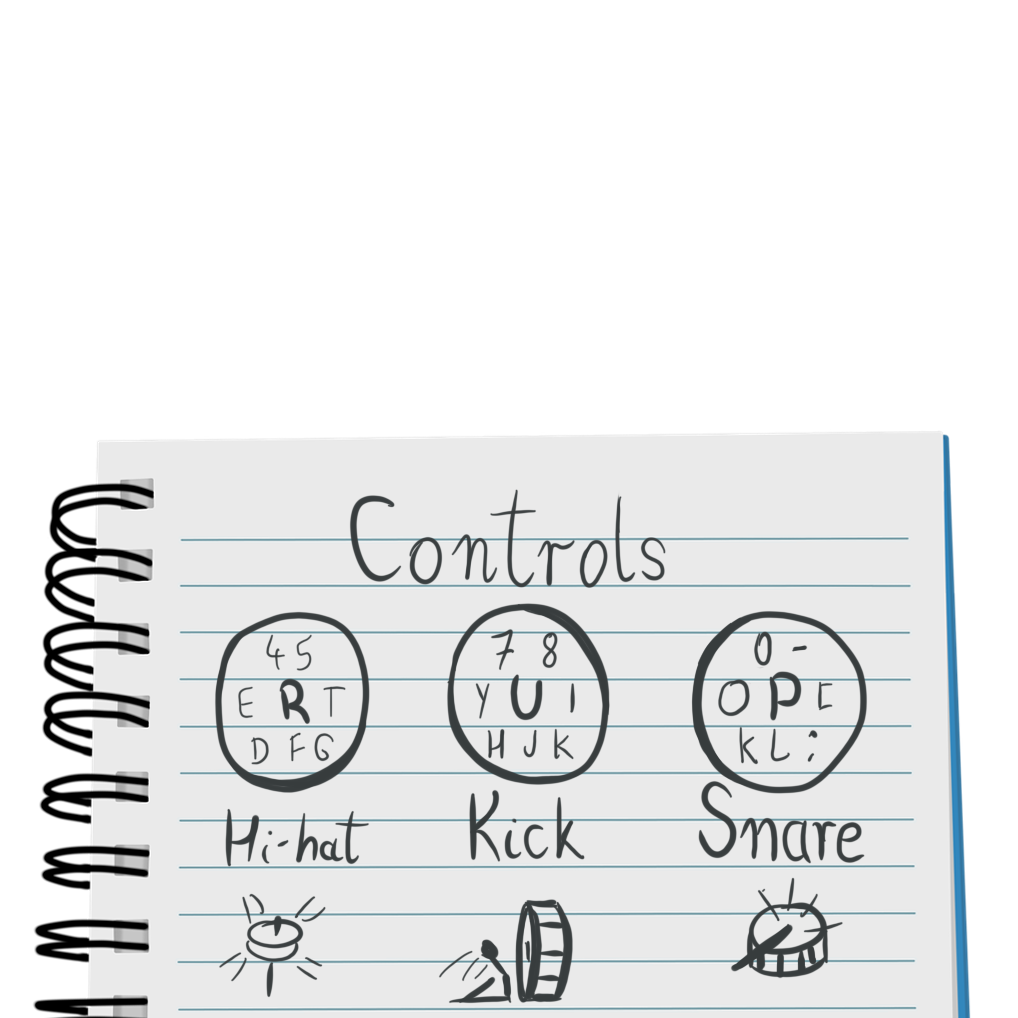 Controls
4 5 7 8 0 -
E R T Y U I O P [
D F G H J K K L ;
Hi-hat Kick Snare